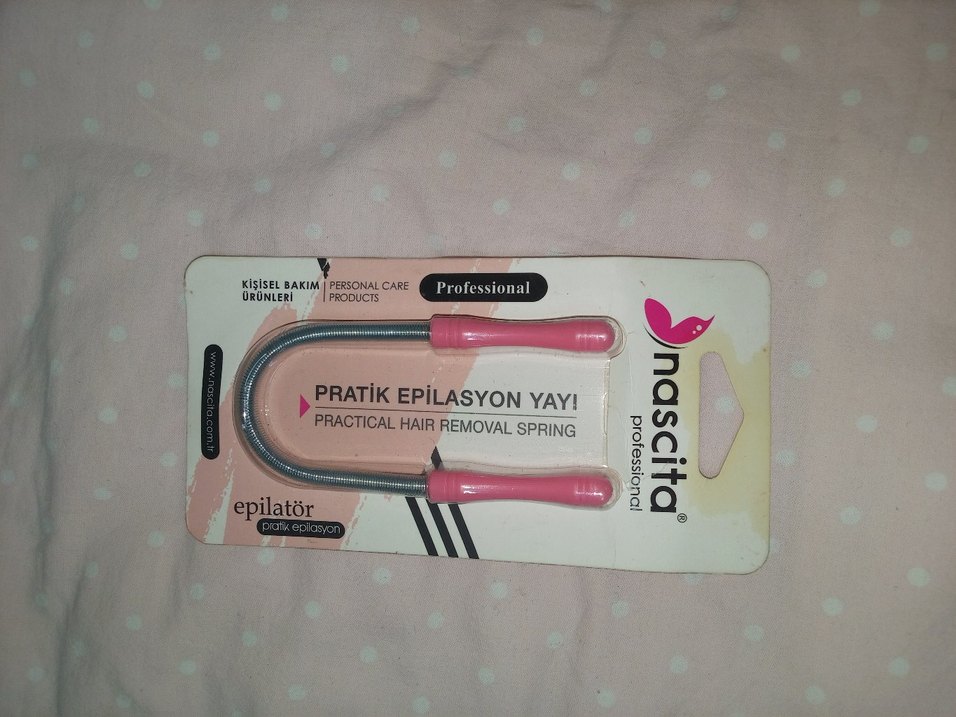 KİŞİSEL BAKIM
ÜRÜNLERİ
PERSONAL CARE
PRODUCTS
Professional
www.nascita.com.tr
PRATİK EPİLASYON YAYI
PRACTICAL HAIR REMOVAL SPRING
epilatör
pratik epilasyon
nascita®
professional